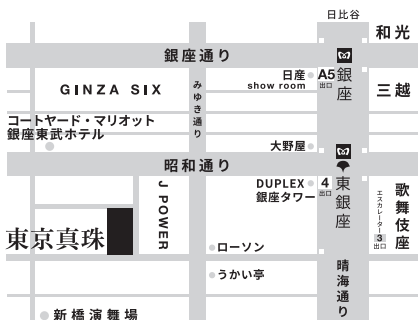 日比谷
和光
銀座通り
日産
show room
A5
出口
銀座
三越
GINZA SIX
みゆき通り
コートヤード・マリオット
銀座東武ホテル
大野屋
昭和通り
DUPLEX
銀座タワー
4
出口
東銀座
エスカレーター
3
出口
歌舞伎座
J POWER
東京真珠
ローソン
うかい亭
晴海通り
新橋演舞場